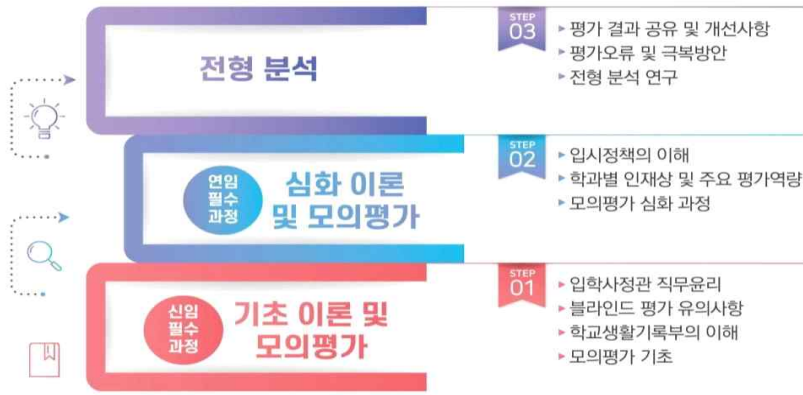 전형 분석
STEP
03
▸ 평가 결과 공유 및 개선사항
▸ 평가오류 및 극복방안
▸ 전형 분석 연구
연임
필수
과정
심화 이론
및 모의평가
STEP
02
▸ 입시정책의 이해
▸ 학과별 인재상 및 주요 평가역량
▸ 모의평가 심화 과정
신임
필수
과정
기초 이론 및
모의평가
STEP
01
▸ 입학사정관 직무윤리
▸ 블라인드 평가 유의사항
▸ 학교생활기록부의 이해
▸ 모의평가 기초